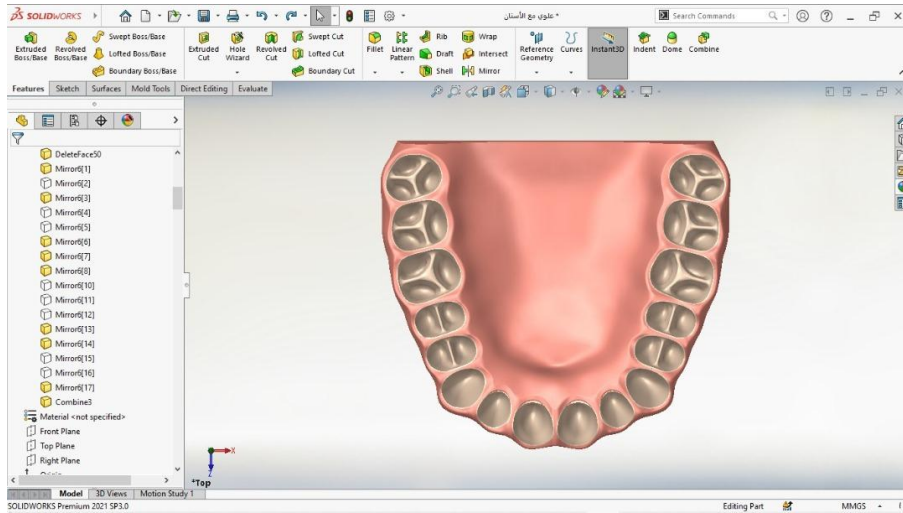 DS SOLIDWORKS
علوي مع الأسنان *
Search Commands
Extruded Boss/Base
Revolved Boss/Base
Swept Boss/Base
Lofted Boss/Base
Boundary Boss/Base
Extruded Cut
Hole Wizard
Revolved Cut
Swept Cut
Lofted Cut
Boundary Cut
Fillet
Linear Pattern
Rib
Draft
Shell
Wrap
Intersect
Mirror
Reference Geometry
Curves
Instant3D
Indent
Dome
Combine
Features Sketch Surfaces Mold Tools Direct Editing Evaluate
DeleteFace50
Mirror6[1]
Mirror6[2]
Mirror6[3]
Mirror6[4]
Mirror6[5]
Mirror6[6]
Mirror6[7]
Mirror6[8]
Mirror6[10]
Mirror6[11]
Mirror6[12]
Mirror6[13]
Mirror6[14]
Mirror6[15]
Mirror6[16]
Mirror6[17]
Combine3
Material <not specified>
Front Plane
Top Plane
Right Plane
X
Z
*Top
Model 3D Views Motion Study 1
SOLIDWORKS Premium 2021 SP3.0
Editing Part
MMGS